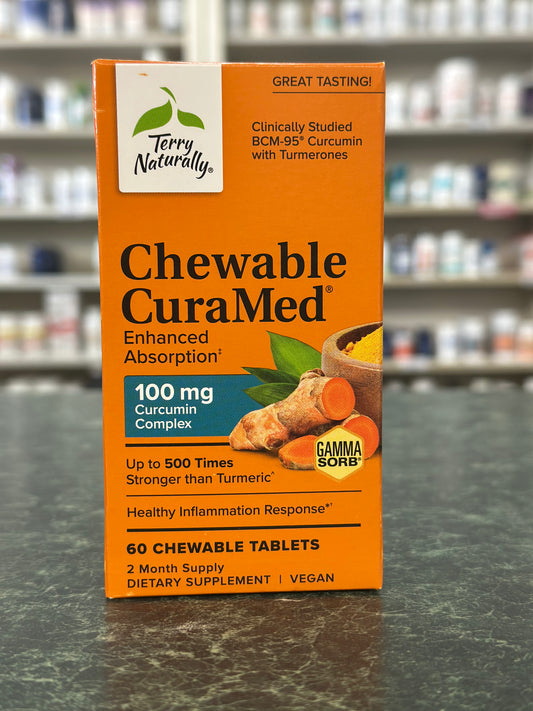 Terry
Naturally®
GREAT TASTING!
Clinically Studied
BCM-95® Curcumin
with Turmerones
Chewable
CuraMed®
Enhanced
Absorption‡
100 mg
Curcumin
Complex
GAMMA
SORB®
Up to 500 Times
Stronger than Turmeric^
Healthy Inflammation Response*†
60 CHEWABLE TABLETS
2 Month Supply
DIETARY SUPPLEMENT | VEGAN